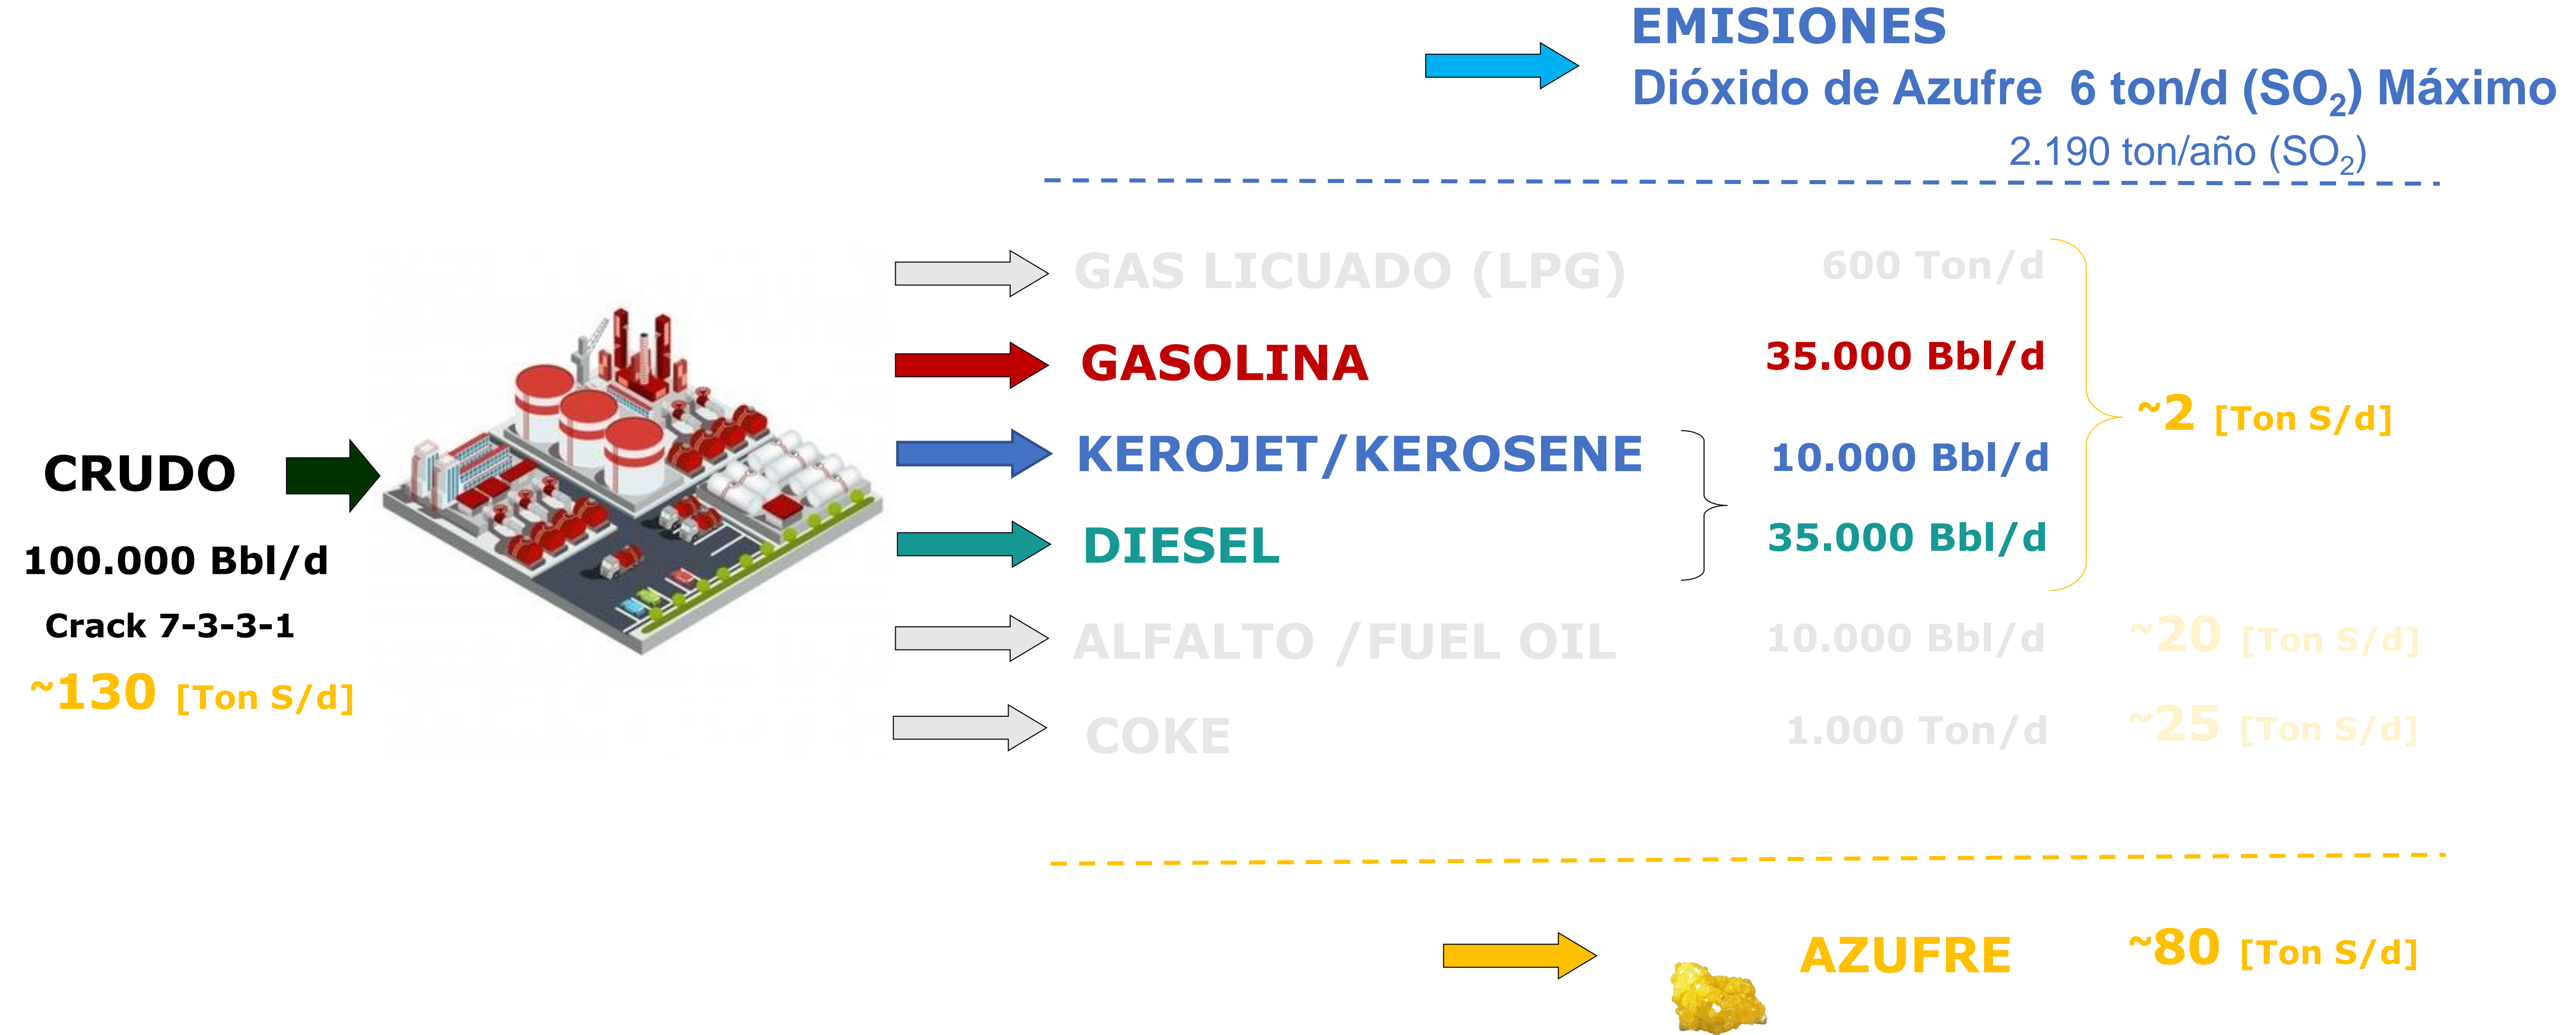 EMISIONES
Dióxido de Azufre 6 ton/d (SO₂) Máximo
2.190 ton/año (SO₂)
CRUDO
100.000 Bbl/d
Crack 7-3-3-1
~130 [Ton S/d]
GAS LICUADO (LPG) 600 Ton/d
GASOLINA 35.000 Bbl/d
~2 [Ton S/d]
KEROJET/KEROSENE 10.000 Bbl/d
DIESEL 35.000 Bbl/d
ALFALTO /FUEL OIL 10.000 Bbl/d ~20 [Ton S/d]
COKE 1.000 Ton/d ~25 [Ton S/d]
AZUFRE ~80 [Ton S/d]